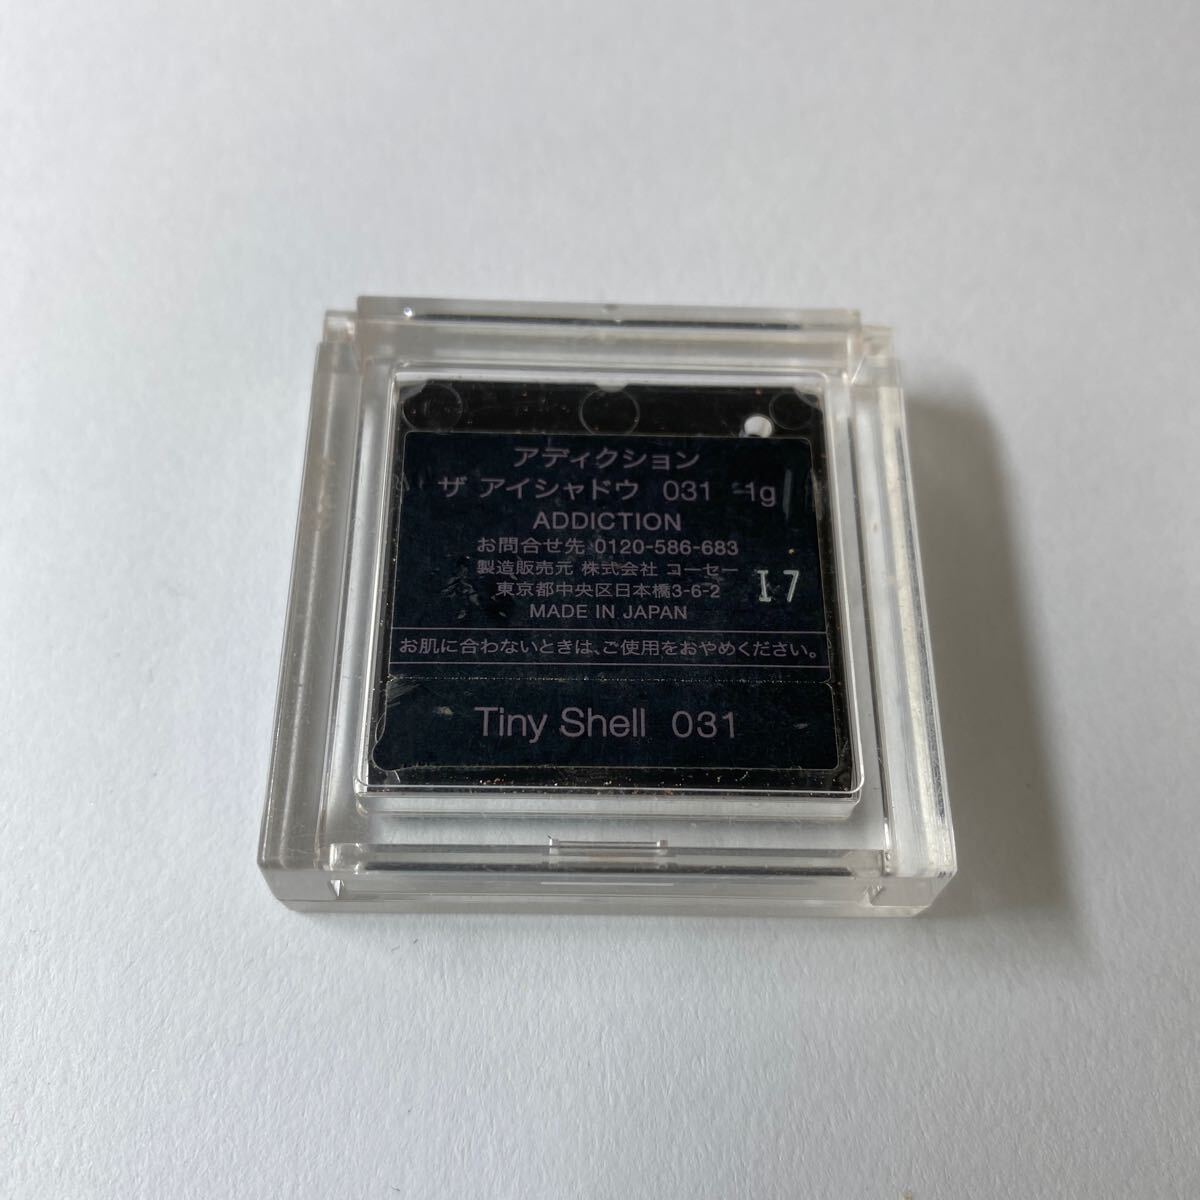 アディクション
ザ アイシャドウ 031 1g
ADDICTION
お問合せ先 0120-586-683
製造販売元 株式会社 コーセー
東京都中央区日本橋3-6-2
MADE IN JAPAN
I7
お肌に合わないときは、ご使用をおやめください。
Tiny Shell 031